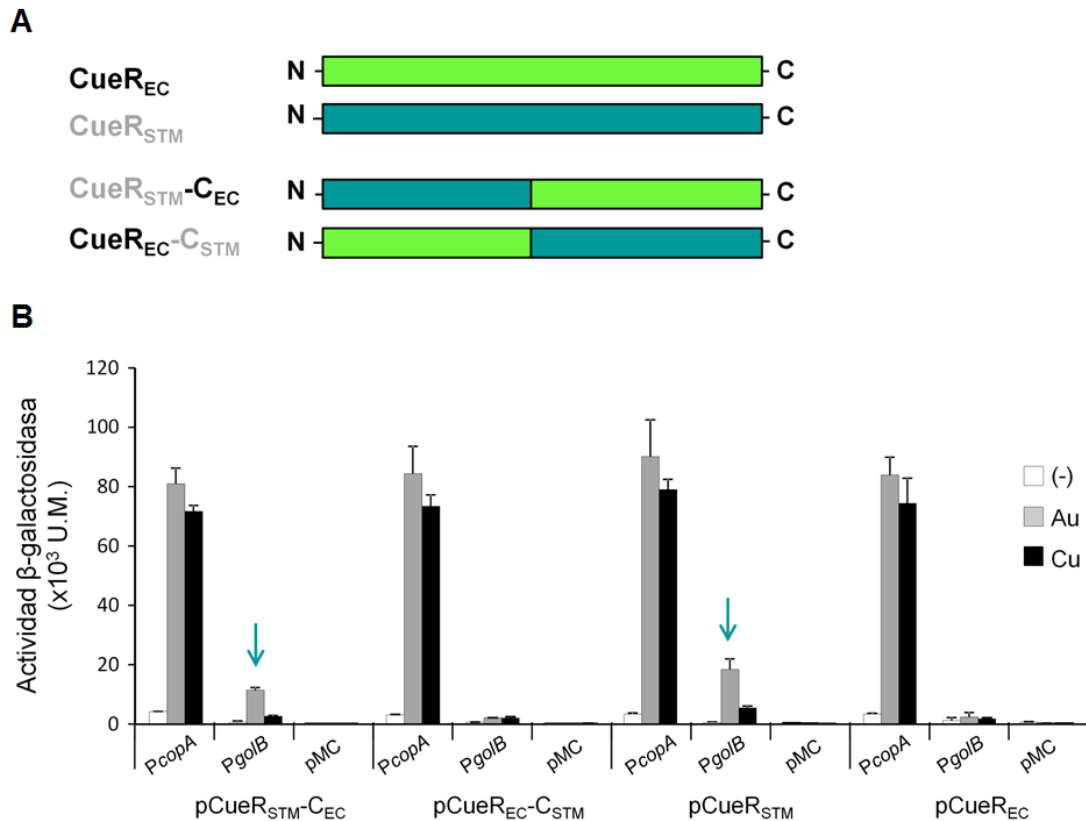 A
CueR_EC N C
CueR_STM N C
CueR_STM-C_EC N C
CueR_EC-C_STM N C
B
Actividad β-galactosidasa
(x10³ U.M.)
120
100
80
60
40
20
0
(-)
Au
Cu
PcopA PgolB pMC PcopA PgolB pMC PcopA PgolB pMC PcopA PgolB pMC
pCueR_STM-C_EC pCueR_EC-C_STM pCueR_STM pCueR_EC